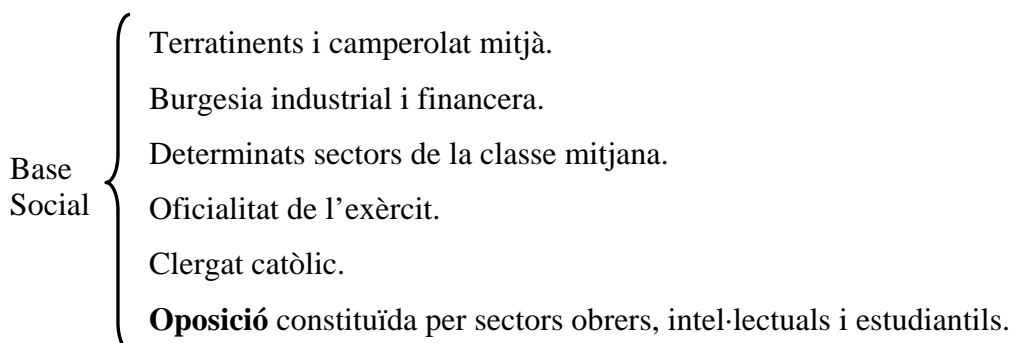 Base
Social
Terratinents i camperolat mitjà.
Burgesia industrial i financera.
Determinats sectors de la classe mitjana.
Oficialitat de l’exèrcit.
Clergat catòlic.
Oposició constituïda per sectors obrers, intel·lectuals i estudiantils.